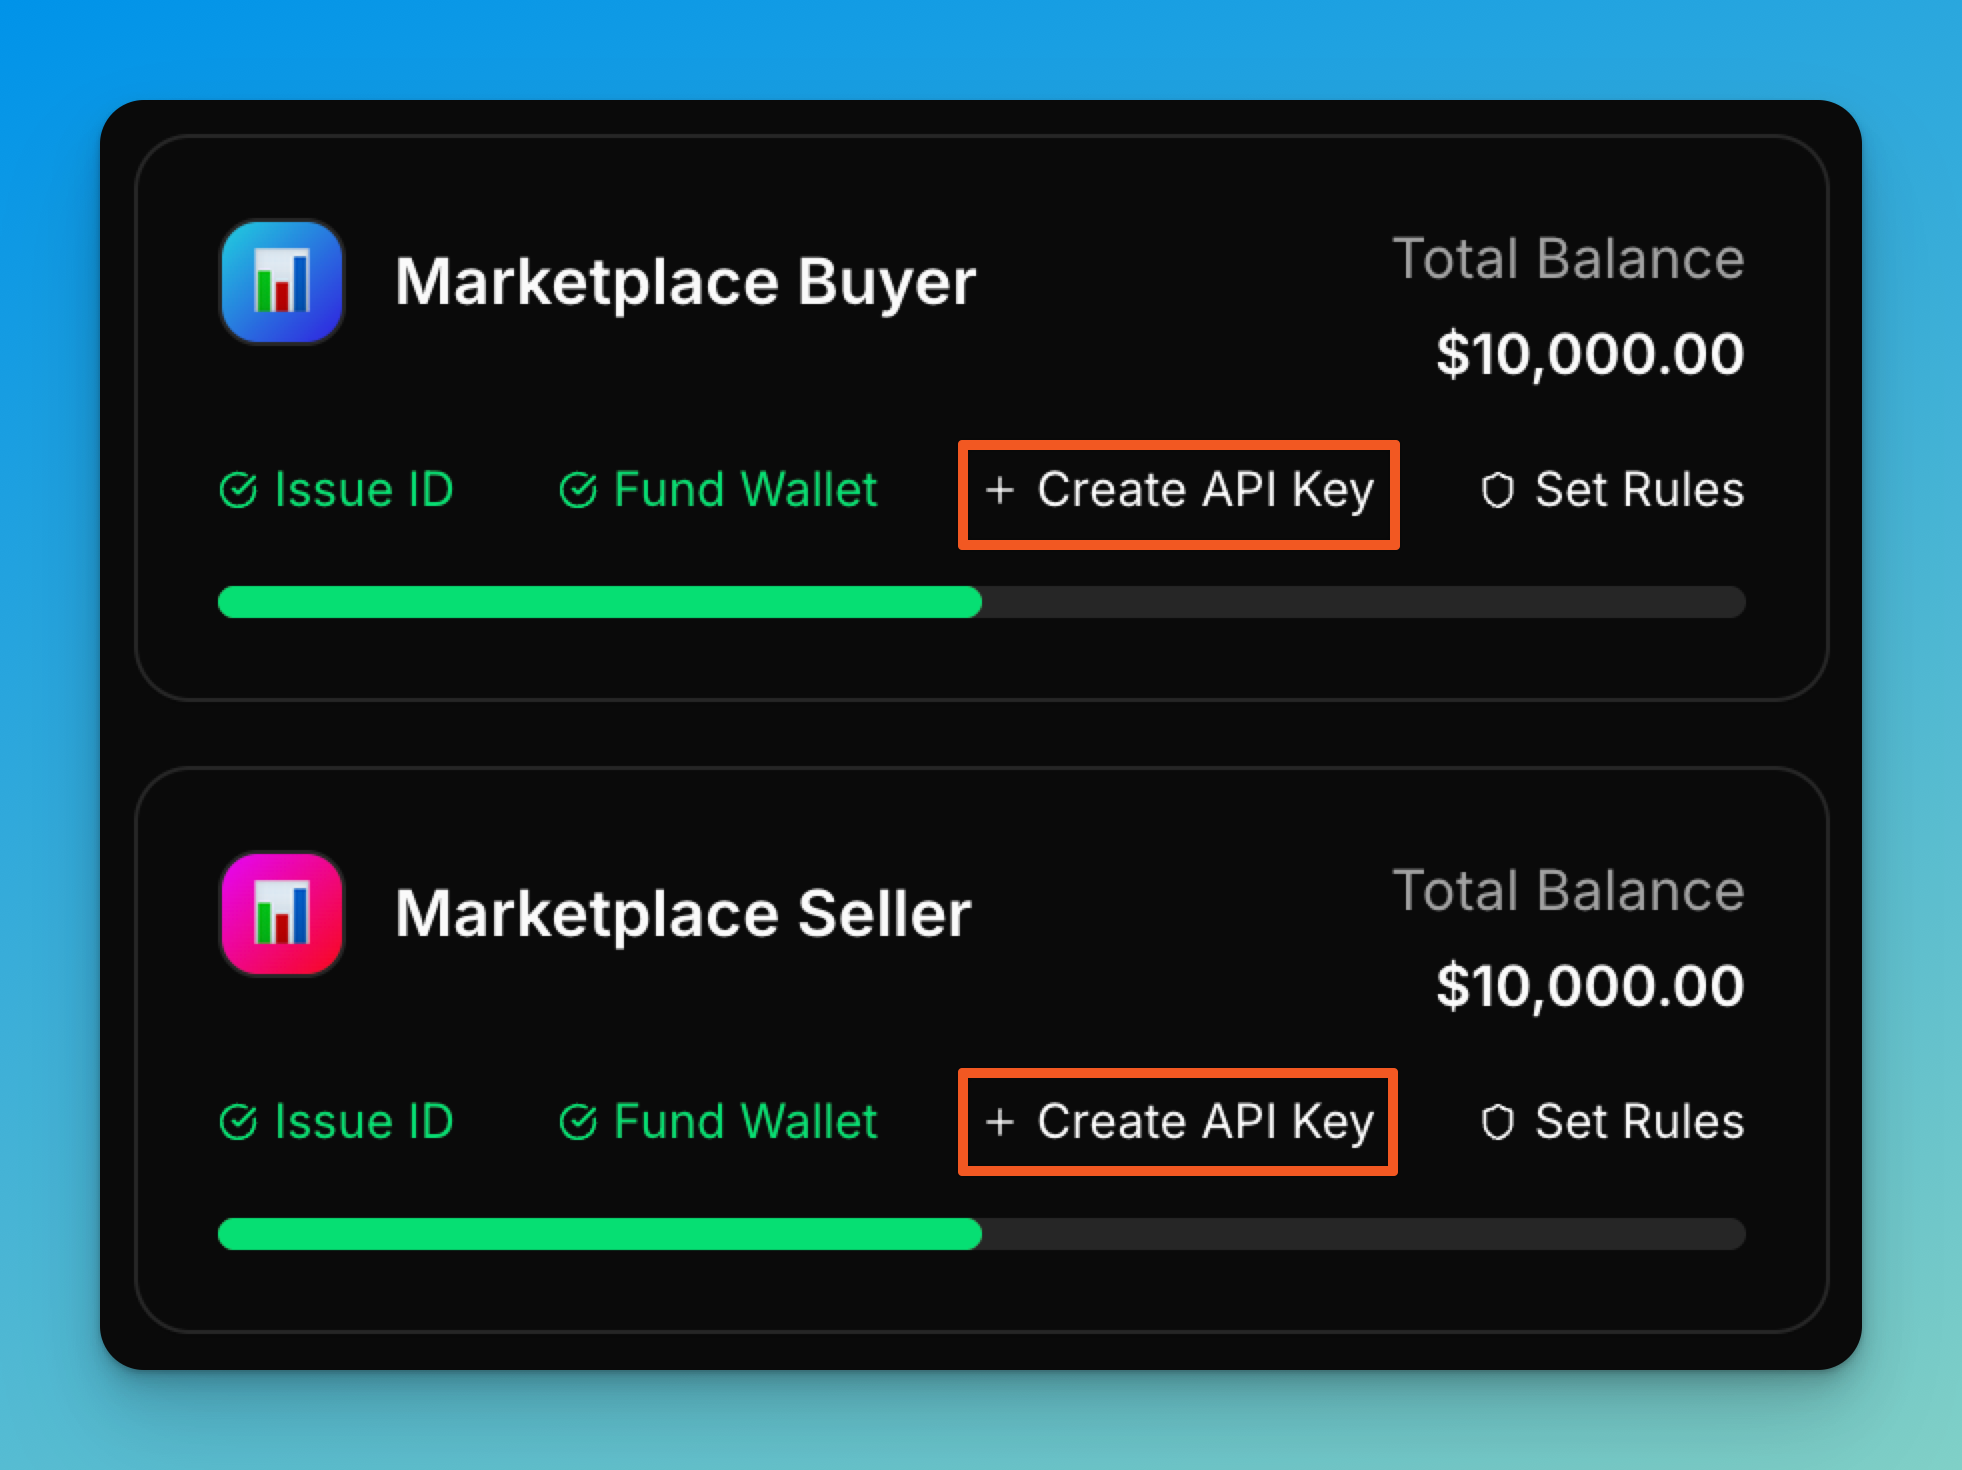 Marketplace Buyer
Total Balance
$10,000.00
Issue ID
Fund Wallet
+ Create API Key
Set Rules
Marketplace Seller
Total Balance
$10,000.00
Issue ID
Fund Wallet
+ Create API Key
Set Rules